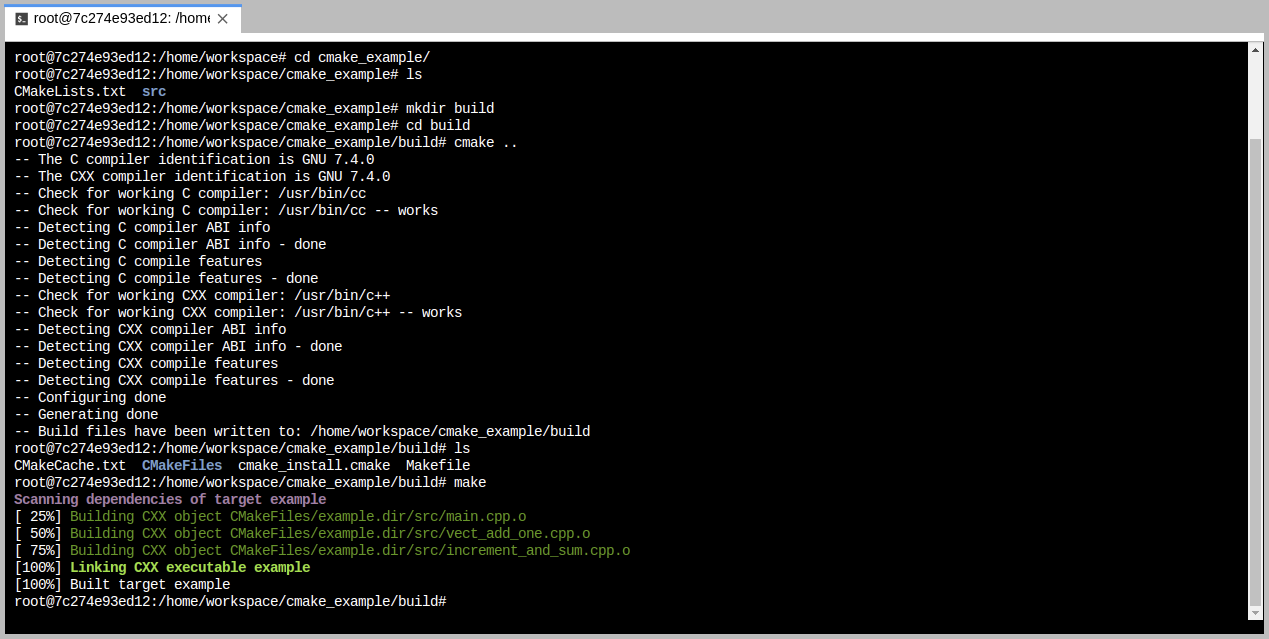 root@7c274e93ed12: /home
root@7c274e93ed12:/home/workspace# cd cmake_example/
root@7c274e93ed12:/home/workspace/cmake_example# ls
CMakeLists.txt  src
root@7c274e93ed12:/home/workspace/cmake_example# mkdir build
root@7c274e93ed12:/home/workspace/cmake_example# cd build
root@7c274e93ed12:/home/workspace/cmake_example/build# cmake ..
-- The C compiler identification is GNU 7.4.0
-- The CXX compiler identification is GNU 7.4.0
-- Check for working C compiler: /usr/bin/cc
-- Check for working C compiler: /usr/bin/cc -- works
-- Detecting C compiler ABI info
-- Detecting C compiler ABI info - done
-- Detecting C compile features
-- Detecting C compile features - done
-- Check for working CXX compiler: /usr/bin/c++
-- Check for working CXX compiler: /usr/bin/c++ -- works
-- Detecting CXX compiler ABI info
-- Detecting CXX compiler ABI info - done
-- Detecting CXX compile features
-- Detecting CXX compile features - done
-- Configuring done
-- Generating done
-- Build files have been written to: /home/workspace/cmake_example/build
root@7c274e93ed12:/home/workspace/cmake_example/build# ls
CMakeCache.txt  CMakeFiles  cmake_install.cmake  Makefile
root@7c274e93ed12:/home/workspace/cmake_example/build# make
Scanning dependencies of target example
[ 25%] Building CXX object CMakeFiles/example.dir/src/main.cpp.o
[ 50%] Building CXX object CMakeFiles/example.dir/src/vect_add_one.cpp.o
[ 75%] Building CXX object CMakeFiles/example.dir/src/increment_and_sum.cpp.o
[100%] Linking CXX executable example
[100%] Built target example
root@7c274e93ed12:/home/workspace/cmake_example/build#